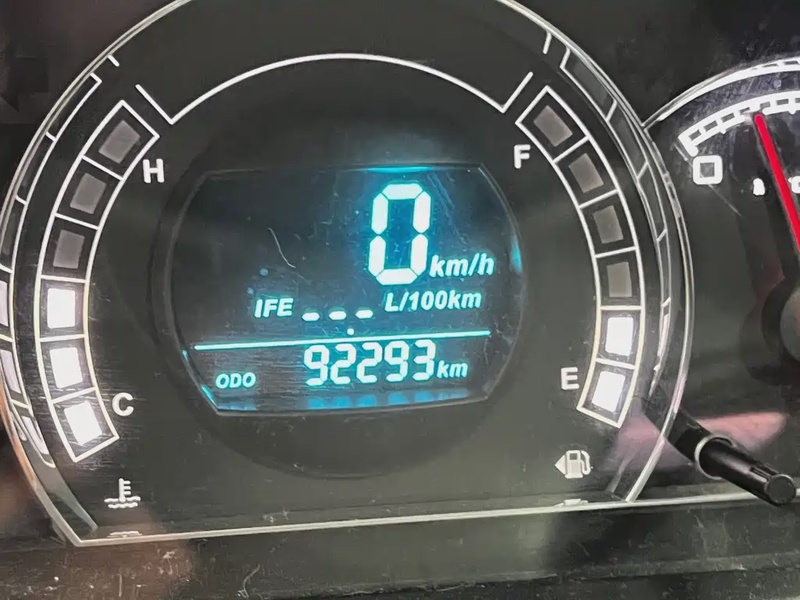 H
F
0 km/h
IFE _ _ _ L/100km
ODO 92293 km
C
E
0